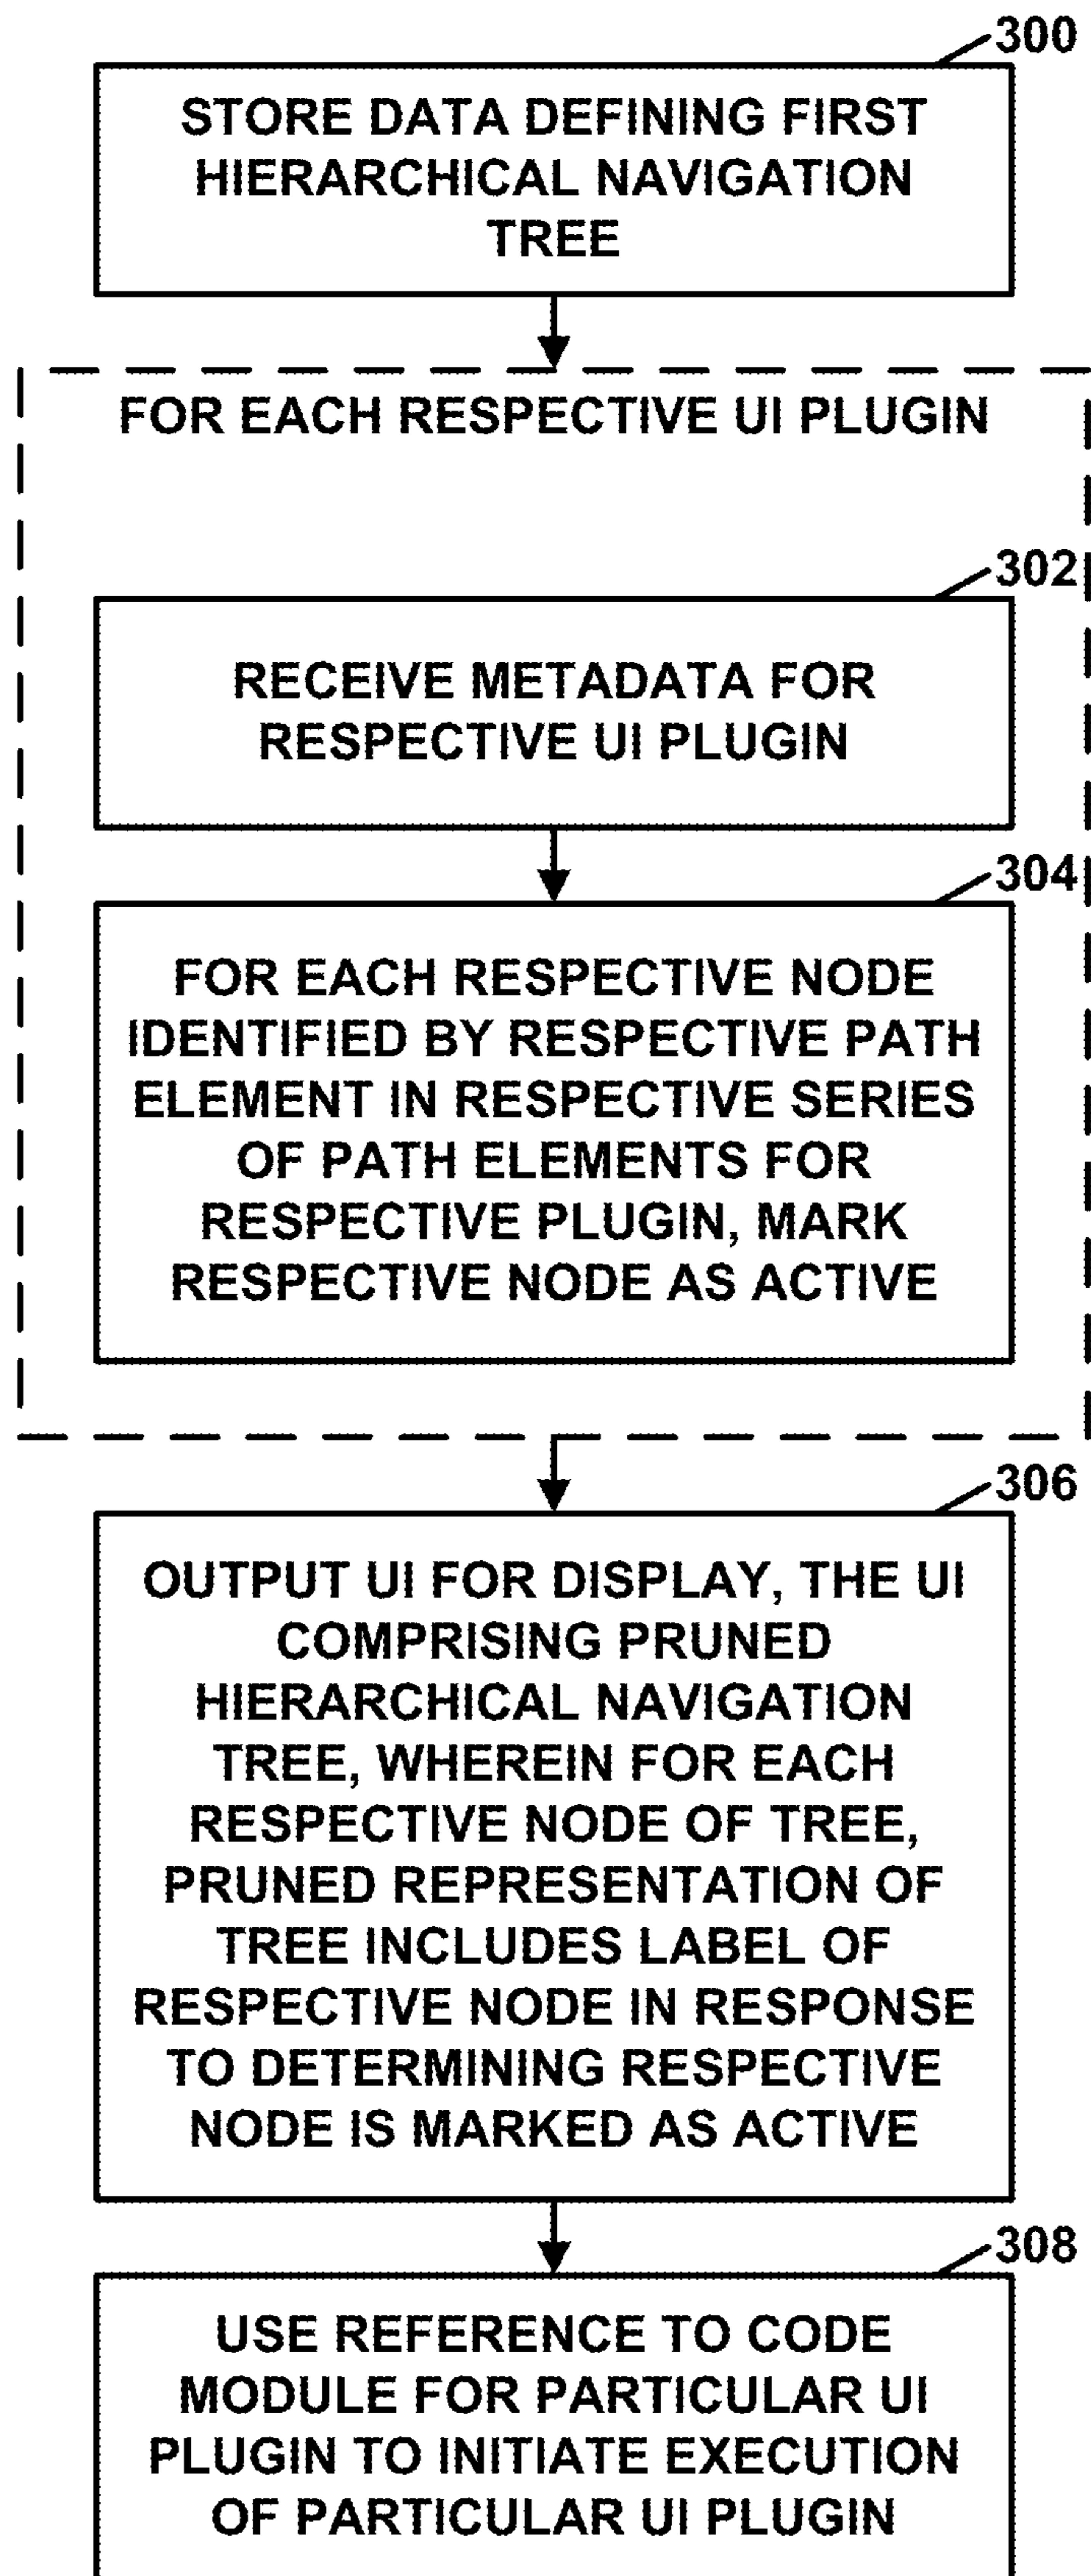 300
STORE DATA DEFINING FIRST
HIERARCHICAL NAVIGATION
TREE
FOR EACH RESPECTIVE UI PLUGIN
302
RECEIVE METADATA FOR
RESPECTIVE UI PLUGIN
304
FOR EACH RESPECTIVE NODE
IDENTIFIED BY RESPECTIVE PATH
ELEMENT IN RESPECTIVE SERIES
OF PATH ELEMENTS FOR
RESPECTIVE PLUGIN, MARK
RESPECTIVE NODE AS ACTIVE
306
OUTPUT UI FOR DISPLAY, THE UI
COMPRISING PRUNED
HIERARCHICAL NAVIGATION
TREE, WHEREIN FOR EACH
RESPECTIVE NODE OF TREE,
PRUNED REPRESENTATION OF
TREE INCLUDES LABEL OF
RESPECTIVE NODE IN RESPONSE
TO DETERMINING RESPECTIVE
NODE IS MARKED AS ACTIVE
308
USE REFERENCE TO CODE
MODULE FOR PARTICULAR UI
PLUGIN TO INITIATE EXECUTION
OF PARTICULAR UI PLUGIN